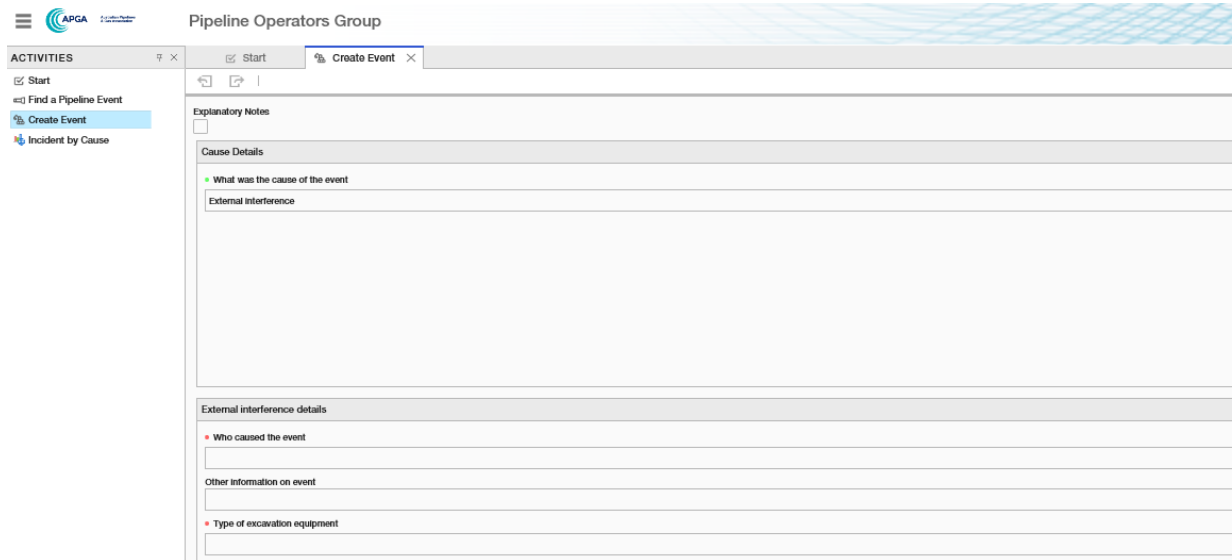 APGA
Pipeline Operators Group
ACTIVITIES
Start
Create Event
Start
Find a Pipeline Event
Create Event
Incident by Cause
Explanatory Notes
Cause Details
What was the cause of the event
External Interference
External interference details
Who caused the event
Other information on event
Type of excavation equipment